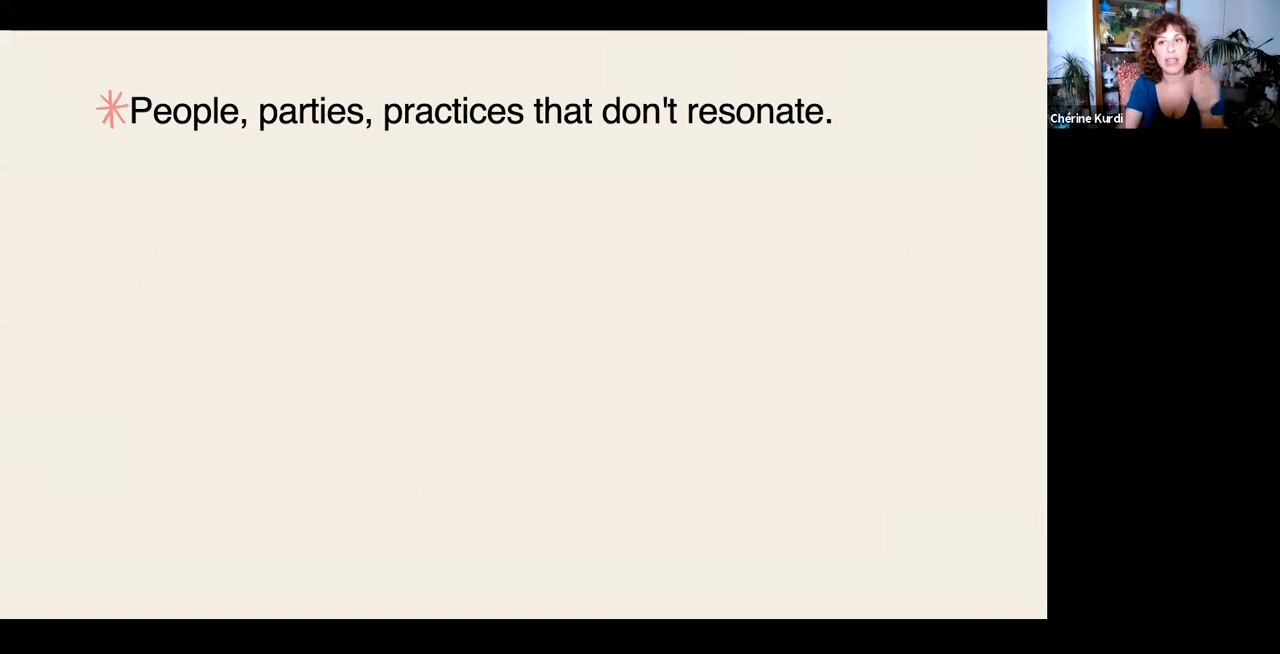 People, parties, practices that don't resonate.
Chérine Kurdi